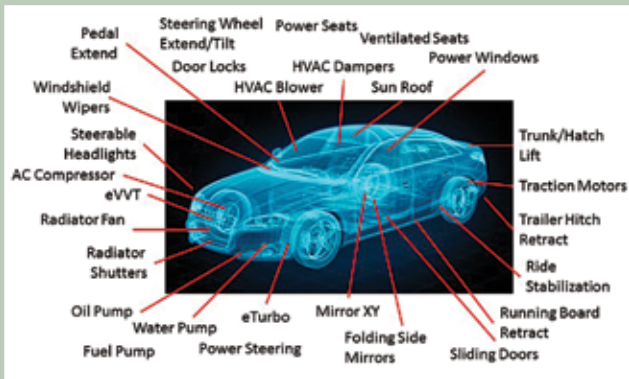 Steering Wheel
Extend/Tilt
Power Seats
Pedal
Extend
Ventilated Seats
Door Locks
HVAC Dampers
Power Windows
Windshield
Wipers
HVAC Blower
Sun Roof
Steerable
Headlights
Trunk/Hatch
Lift
AC Compressor
eVVT
Traction Motors
Radiator Fan
Trailer Hitch
Retract
Radiator
Shutters
Ride
Stabilization
Oil Pump
Water Pump
eTurbo
Mirror XY
Running Board
Retract
Fuel Pump
Power Steering
Folding Side
Mirrors
Sliding Doors